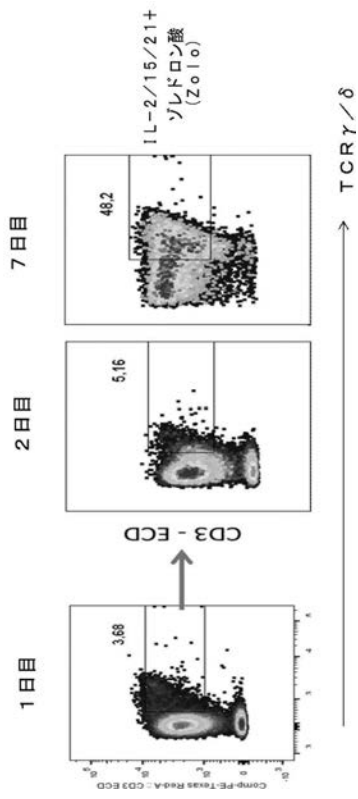 1日目
2日目
7日目
3,68
5,16
48,2
IL-2/15/21+
ゾレドロン酸
(Zolo)
CD3 - ECD
Comp-PE-Texas Red-A :: CD3 ECD
TCRγ/δ